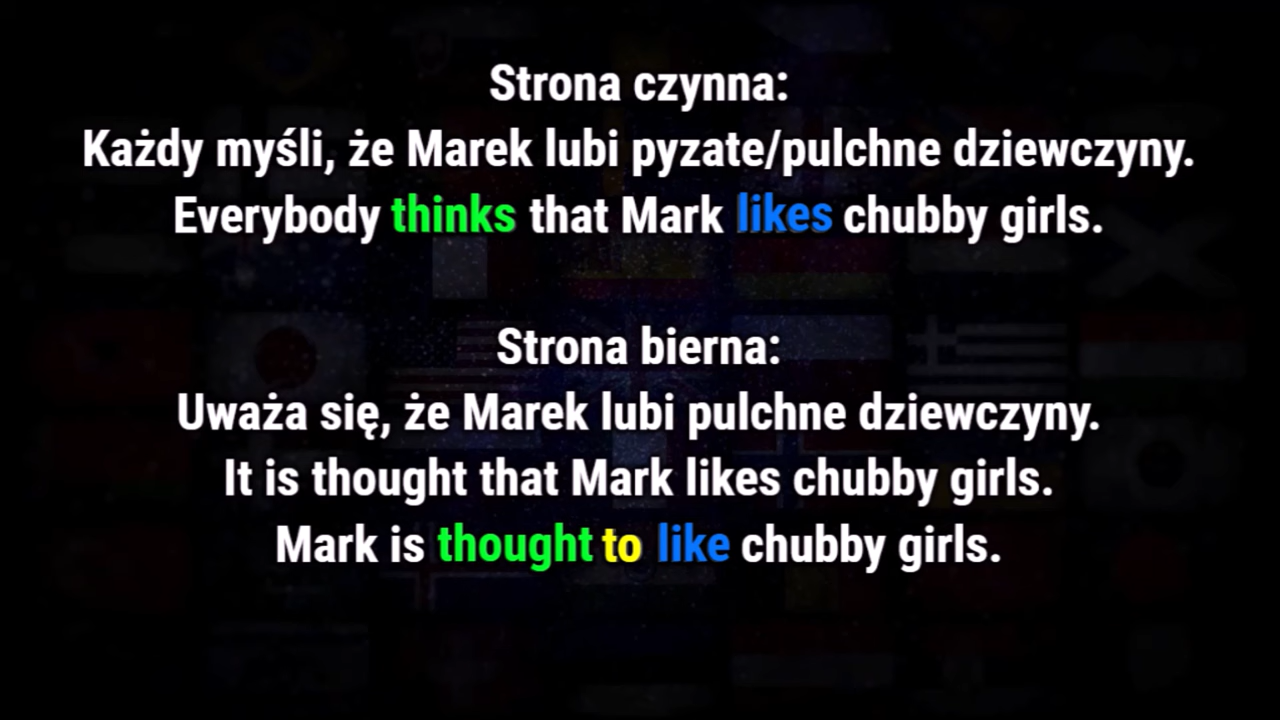 Strona czynna:
Każdy myśli, że Marek lubi pyzate/pulchne dziewczyny.
Everybody thinks that Mark likes chubby girls.
Strona bierna:
Uważa się, że Marek lubi pulchne dziewczyny.
It is thought that Mark likes chubby girls.
Mark is thought to like chubby girls.